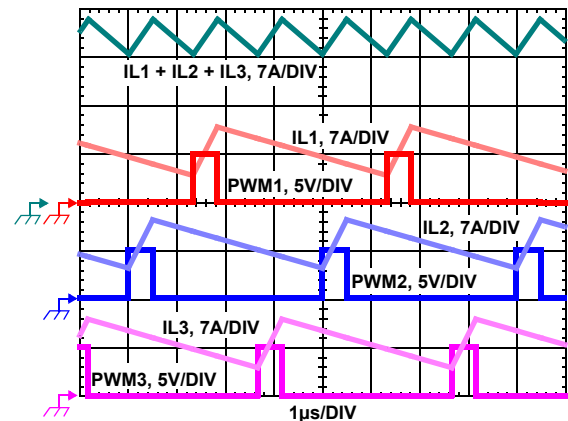 IL1 + IL2 + IL3, 7A/DIV
IL1, 7A/DIV
PWM1, 5V/DIV
IL2, 7A/DIV
PWM2, 5V/DIV
IL3, 7A/DIV
PWM3, 5V/DIV
1µs/DIV